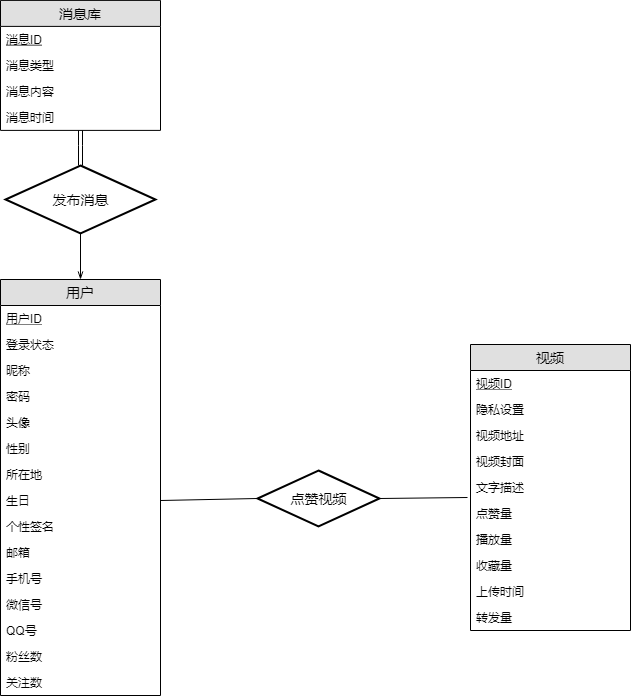 消息库
消息ID
消息类型
消息内容
消息时间
发布消息
用户
用户ID
登录状态
昵称
密码
头像
性别
所在地
生日
个性签名
邮箱
手机号
微信号
QQ号
粉丝数
关注数
点赞视频
视频
视频ID
隐私设置
视频地址
视频封面
文字描述
点赞量
播放量
收藏量
上传时间
转发量